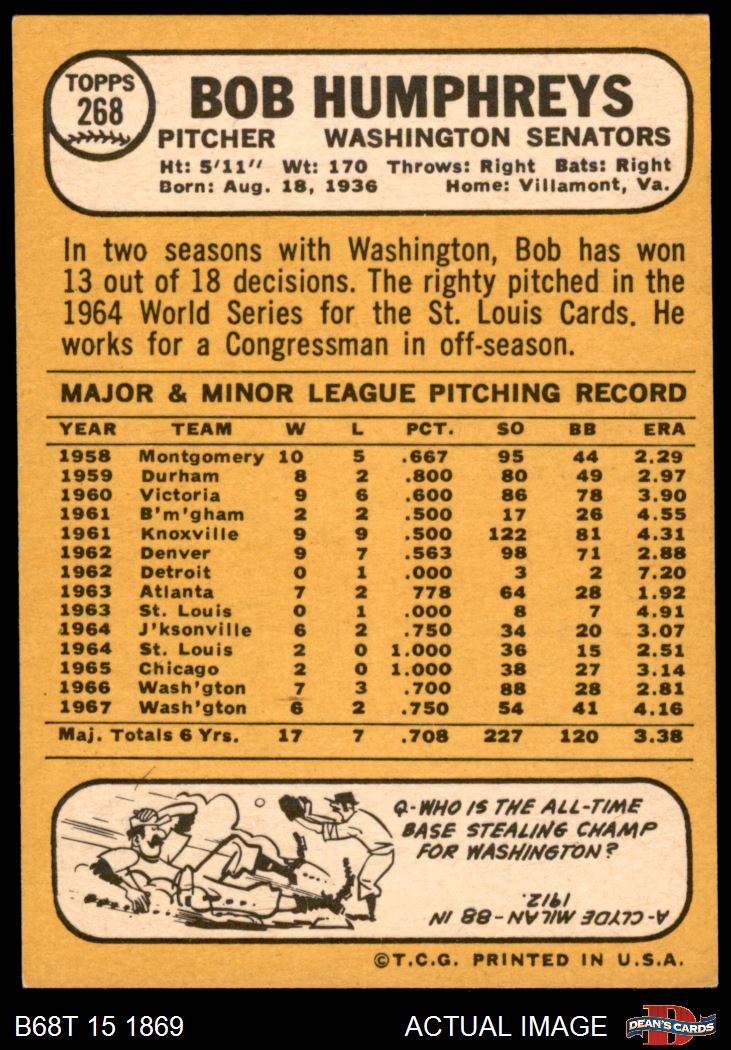 TOPPS
268
BOB HUMPHREYS
PITCHER WASHINGTON SENATORS
Ht: 5'11" Wt: 170 Throws: Right Bats: Right
Born: Aug. 18, 1936 Home: Villamont, Va.
In two seasons with Washington, Bob has won
13 out of 18 decisions. The righty pitched in the
1964 World Series for the St. Louis Cards. He
works for a Congressman in off-season.
MAJOR & MINOR LEAGUE PITCHING RECORD
YEAR TEAM W L PCT. SO BB ERA
1958 Montgomery 10 5 .667 95 44 2.29
1959 Durham 8 2 .800 80 49 2.97
1960 Victoria 9 6 .600 86 78 3.90
1961 B'm'gham 2 2 .500 17 26 4.55
1961 Knoxville 9 9 .500 122 81 4.31
1962 Denver 9 7 .563 98 71 2.88
1962 Detroit 0 1 .000 3 2 7.20
1963 Atlanta 7 2 778 64 28 1.92
1963 St. Louis 0 1 .000 8 7 4.91
1964 J'ksonville 6 2 .750 34 20 3.07
1964 St. Louis 2 0 1.000 36 15 2.51
1965 Chicago 2 0 1.000 38 27 3.14
1966 Wash'gton 7 3 .700 88 28 2.81
1967 Wash'gton 6 2 .750 54 41 4.16
Maj. Totals 6 Yrs. 17 7 .708 227 120 3.38
Q-WHO IS THE ALL-TIME
BASE STEALING CHAMP
FOR WASHINGTON?
A-CLYDE MILAN-88 IN
1912.
©T.C.G. PRINTED IN U.S.A.
B68T 15 1869 ACTUAL IMAGE
D
DEAN'S CARDS